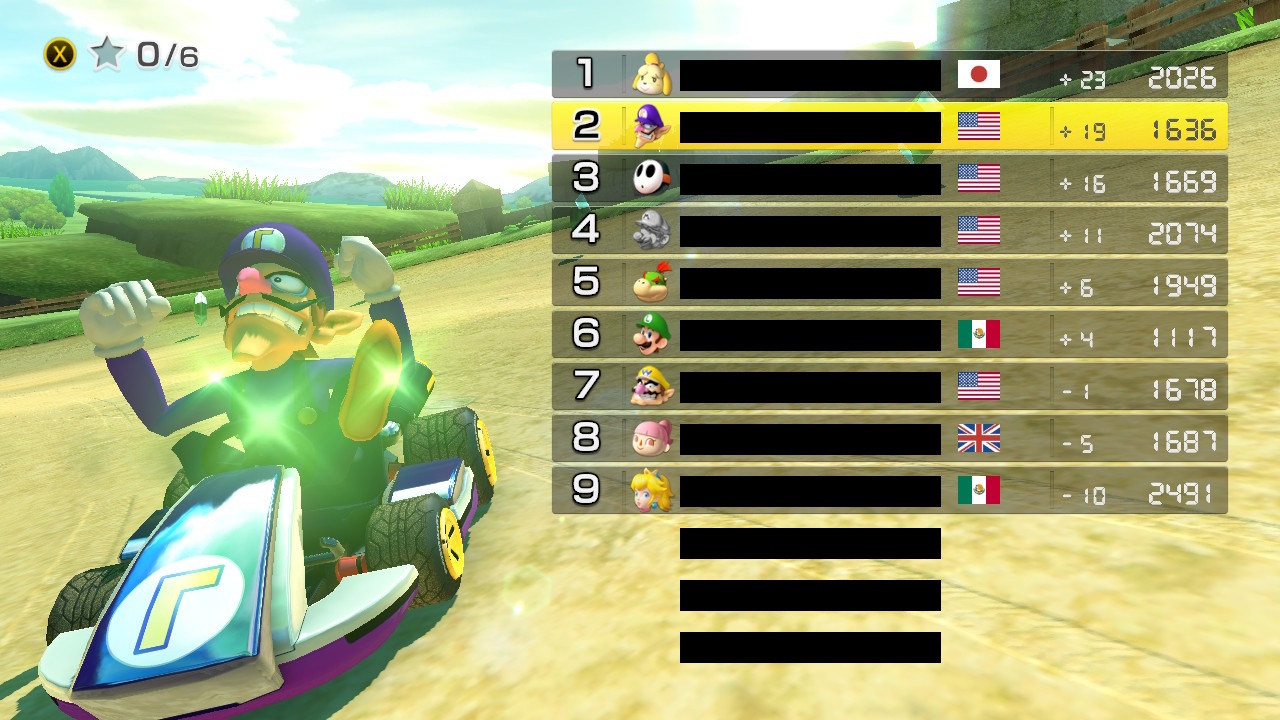 X 0/6
1 + 23 2026
2 + 19 1636
3 + 16 1669
4 + 11 2074
5 + 6 1949
6 + 4 1117
7 - 1 1678
8 - 5 1687
9 - 10 2491